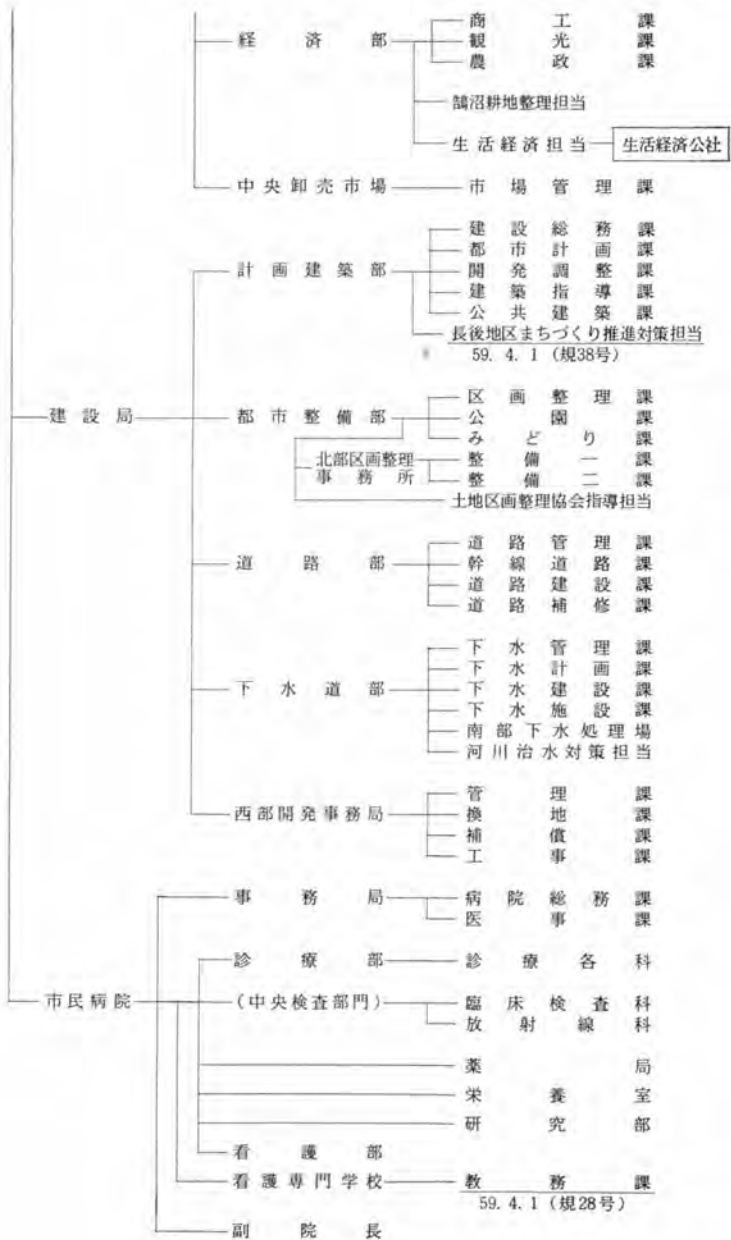 商工課
経済部 観光課
農政課
鵠沼耕地整理担当
生活経済担当 生活経済公社
中央卸売市場 市場管理課
建設総務課
都市計画課
計画建築部 開発調整課
建築指導課
公共建築課
長後地区まちづくり推進対策担当
59. 4. 1 (規38号)
区画整理課
建設局 都市整備部 公園課
みどり課
北部区画整理 整備一課
事務所 整備二課
土地区画整理協会指導担当
道路管理課
道路部 幹線道路課
道路建設課
道路補修課
下水管理課
下水計画課
下水道部 下水建設課
下水施設課
南部下水処理場
河川治水対策担当
管理課
西部開発事務局 換地課
補償課
工事課
事務局 病院総務課
医事課
診療部 診療各科
市民病院 (中央検査部門) 臨床検査科
放射線科
薬局
栄養室
研究部
看護部
看護専門学校 教務課
59. 4. 1 (規28号)
副院長